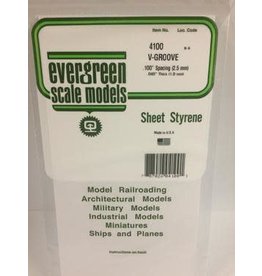 Item No. Loc. Code
4100
V-GROOVE
.100" Spacing (2.5 mm)
.040" Thick (1.0 mm)
evergreen
scale models
Sheet Styrene
Made in U.S.A.
Model Railroading
Architectural Models
Military Models
Industrial Models
Miniatures
Ships and Planes